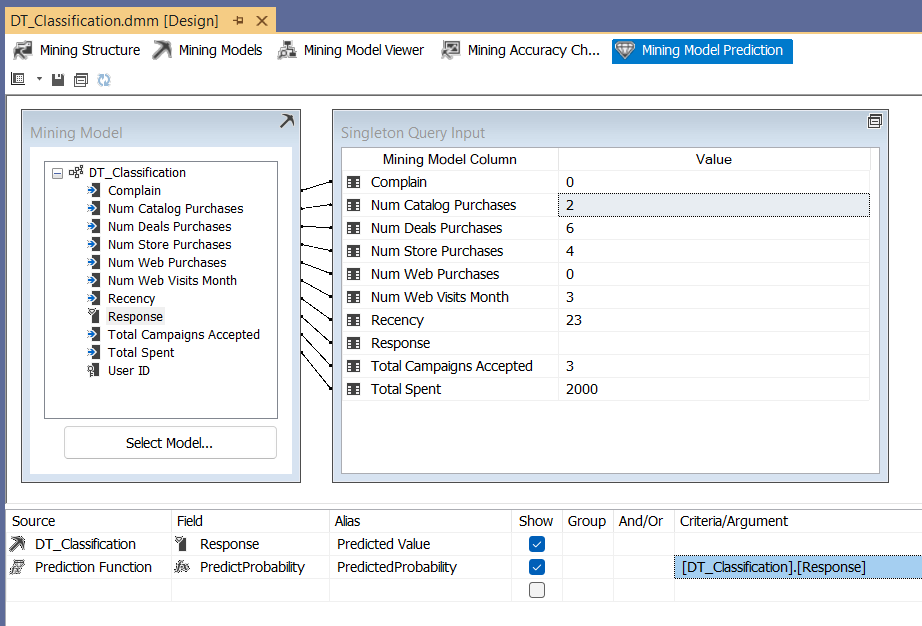 DT_Classification.dmm [Design]
Mining Structure Mining Models Mining Model Viewer Mining Accuracy Ch... Mining Model Prediction
Mining Model
DT_Classification
Complain
Num Catalog Purchases
Num Deals Purchases
Num Store Purchases
Num Web Purchases
Num Web Visits Month
Recency
Response
Total Campaigns Accepted
Total Spent
User ID
Select Model...
Singleton Query Input
Mining Model Column Value
Complain 0
Num Catalog Purchases 2
Num Deals Purchases 6
Num Store Purchases 4
Num Web Purchases 0
Num Web Visits Month 3
Recency 23
Response
Total Campaigns Accepted 3
Total Spent 2000
Source Field Alias Show Group And/Or Criteria/Argument
DT_Classification Response Predicted Value
Prediction Function PredictProbability PredictedProbability [DT_Classification].[Response]